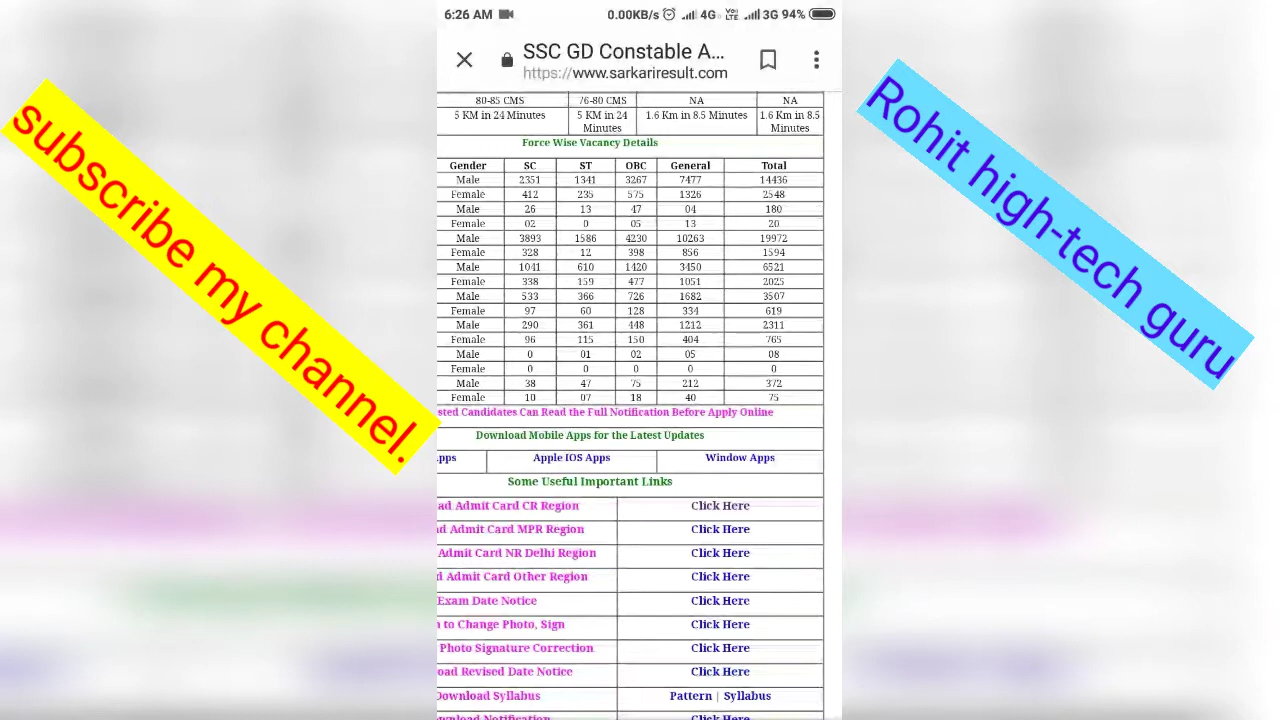 6:26 AM 0.00KB/s 4G VoLTE 3G 94%
SSC GD Constable A...
https://www.sarkariresult.com
80-85 CMS 76-80 CMS NA NA
5 KM in 24 Minutes 5 KM in 24 Minutes 1.6 Km in 8.5 Minutes 1.6 Km in 8.5 Minutes
Force Wise Vacancy Details
Gender SC ST OBC General Total
Male 2351 1341 3267 7477 14436
Female 412 235 575 1326 2548
Male 26 13 47 04 180
Female 02 0 05 13 20
Male 3893 1586 4230 10263 19972
Female 328 12 398 856 1594
Male 1041 610 1420 3450 6521
Female 338 159 477 1051 2025
Male 533 366 726 1682 3507
Female 97 60 128 334 619
Male 290 361 448 1212 2311
Female 96 115 150 404 765
Male 0 01 02 05 08
Female 0 0 0 0 0
Male 38 47 75 212 372
Female 10 07 18 40 75
sted Candidates Can Read the Full Notification Before Apply Online
Download Mobile Apps for the Latest Updates
pps Apple IOS Apps Window Apps
Some Useful Important Links
ad Admit Card CR Region Click Here
d Admit Card MPR Region Click Here
Admit Card NR Delhi Region Click Here
d Admit Card Other Region Click Here
Exam Date Notice Click Here
n to Change Photo, Sign Click Here
Photo Signature Correction Click Here
oad Revised Date Notice Click Here
Download Syllabus Pattern | Syllabus
wnload Notification Click Here
subscribe my channel.
Rohit high-tech guru